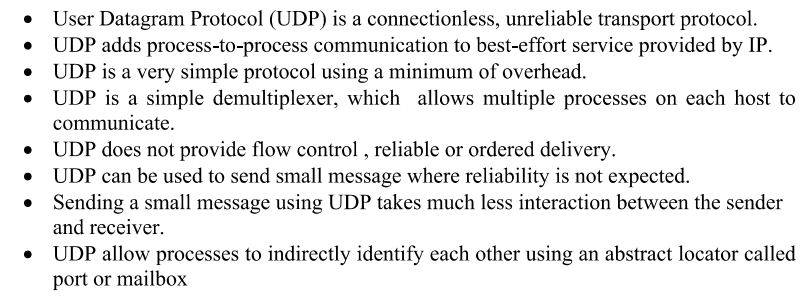 • User Datagram Protocol (UDP) is a connectionless, unreliable transport protocol.
• UDP adds process-to-process communication to best-effort service provided by IP.
• UDP is a very simple protocol using a minimum of overhead.
• UDP is a simple demultiplexer, which allows multiple processes on each host to
communicate.
• UDP does not provide flow control , reliable or ordered delivery.
• UDP can be used to send small message where reliability is not expected.
• Sending a small message using UDP takes much less interaction between the sender
and receiver.
• UDP allow processes to indirectly identify each other using an abstract locator called
port or mailbox